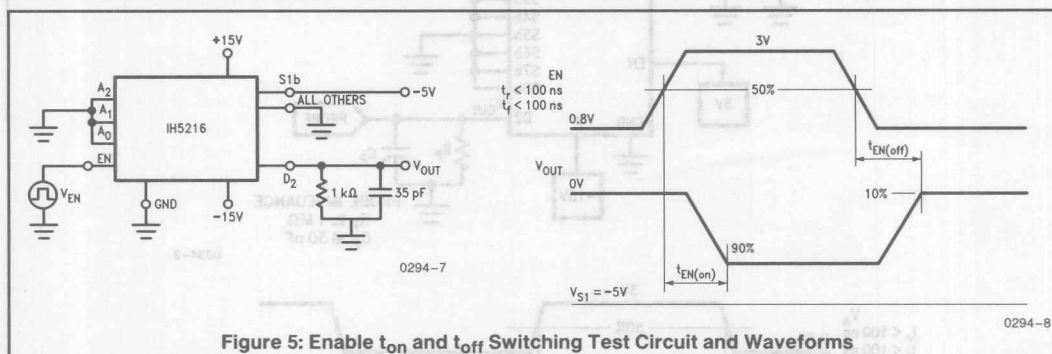 +15V
A2
A1
A0
EN
VEN
IH5216
S1b
-5V
ALL OTHERS
D2
VOUT
1 kΩ
35 pF
GND
-15V
0294-7
EN
tr < 100 ns
tf < 100 ns
3V
50%
0.8V
tEN(off)
VOUT
0V
10%
90%
tEN(on)
VS1 = -5V
0294-8
Figure 5: Enable ton and toff Switching Test Circuit and Waveforms